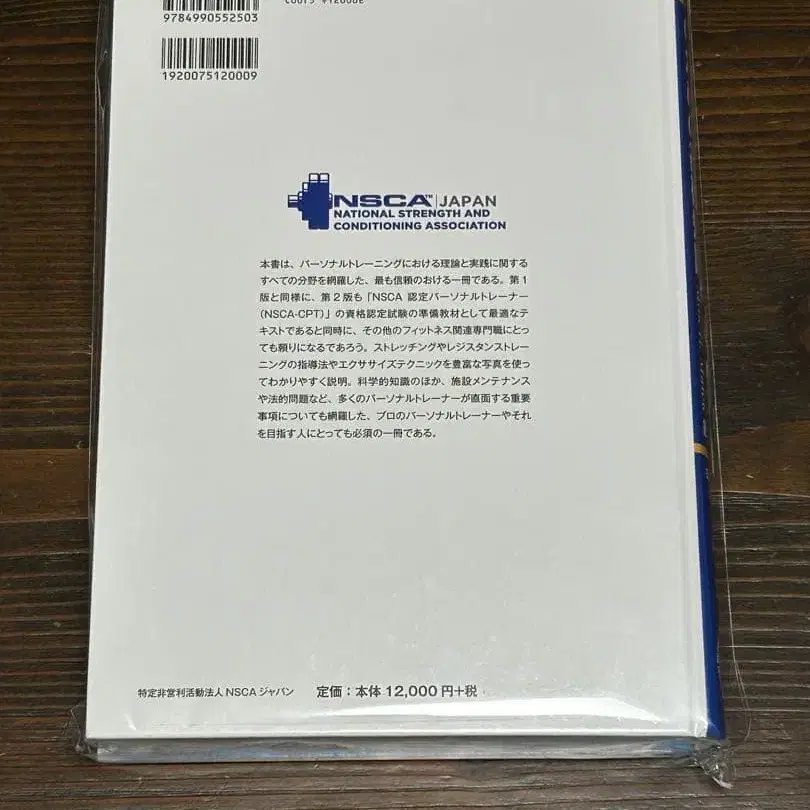 9784990552503
1920075120009
NSCA™ JAPAN
NATIONAL STRENGTH AND
CONDITIONING ASSOCIATION
本書は、パーソナルトレーニングにおける理論と実践に関する
すべての分野を網羅した、最も信頼のおける一冊である。第1
版と同様に、第2版も「NSCA 認定パーソナルトレーナー
(NSCA-CPT)」の資格認定試験の準備教材として最適なテ
キストであると同時に、その他のフィットネス関連専門職にとっ
ても頼りになるであろう。ストレッチングやレジスタンストレー
ニングの指導法やエクササイズテクニックを豊富な写真を使っ
てわかりやすく説明。科学的知識のほか、施設メンテナンス
や法的問題など、多くのパーソナルトレーナーが直面する重要
事項についても網羅した、プロのパーソナルトレーナーやそれ
を目指す人にとっても必須の一冊である。
特定非営利活動法人 NSCA ジャパン 定価：本体 12,000 円+税